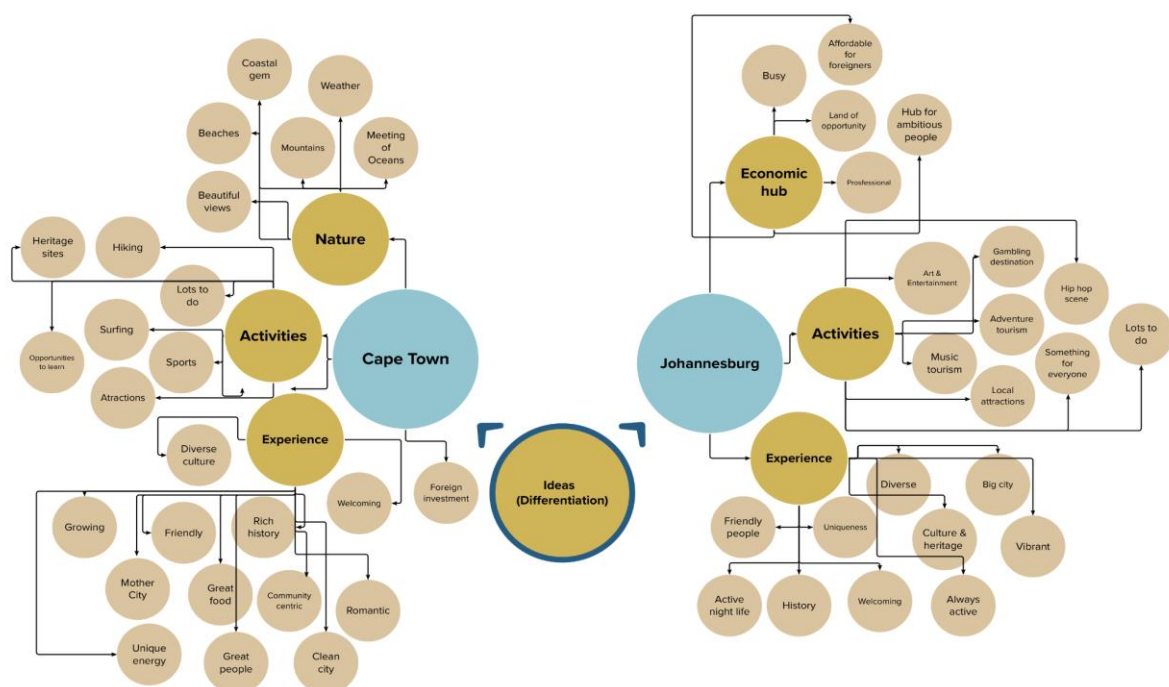 Coastal
gem
Weather
Beaches
Mountains
Meeting
of
Oceans
Beautiful
views
Nature
Heritage
sites
Hiking
Lots to
do
Surfing
Activities
Opportunities
to learn
Sports
Atractions
Cape Town
Experience
Diverse
culture
Welcoming
Foreign
investment
Growing
Friendly
Rich
history
Mother
City
Great
food
Community
centric
Romantic
Unique
energy
Great
people
Clean
city
Ideas
(Differentiation)
Affordable
for
foreigners
Busy
Land of
opportunity
Hub for
ambitious
people
Economic
hub
Prosfessional
Johannesburg
Activities
Art &
Entertainment
Gambling
destination
Hip hop
scene
Adventure
tourism
Lots to
do
Music
tourism
Something
for
everyone
Local
attractions
Experience
Diverse
Big city
Friendly
people
Uniqueness
Culture &
heritage
Vibrant
Active
night life
History
Welcoming
Always
active